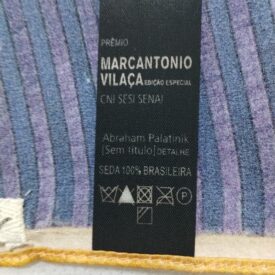 PRÊMIO
MARCANTONIO
VILAÇA EDIÇÃO ESPECIAL
CNI SESI SENAI
Abraham Palatinik
[Sem título] DETALHE
SEDA 100% BRASILEIRA
P